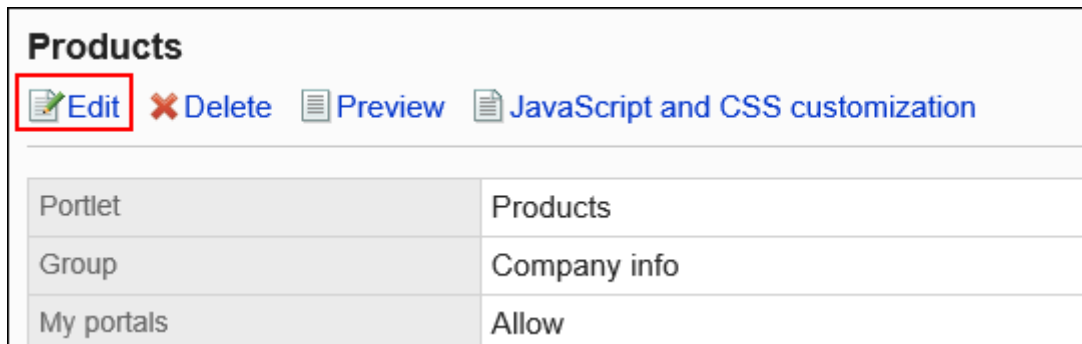 Products
Edit Delete Preview JavaScript and CSS customization
Portlet Products
Group Company info
My portals Allow